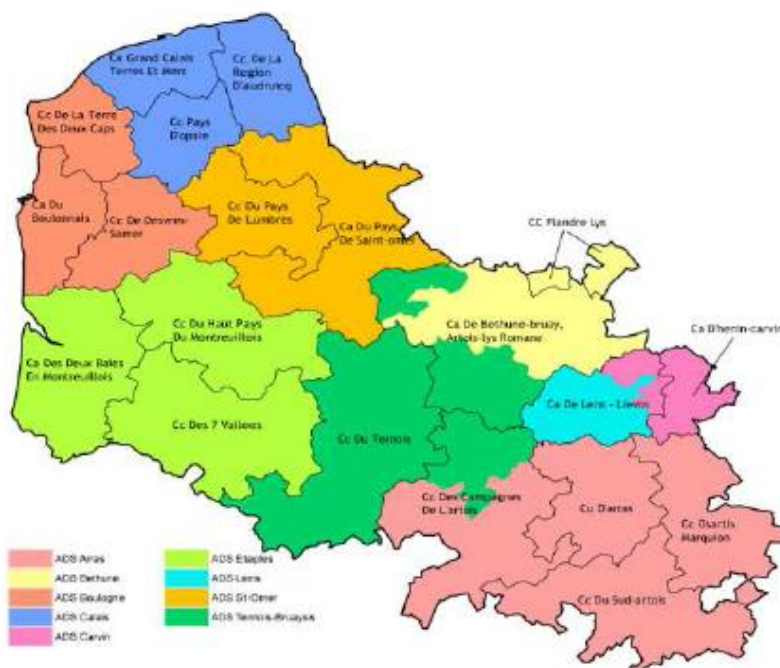 Ca Grand Calais
Terres Et Mers
Cc De La
Region
D'audruicq
Cc De La Terre
Des Deux Caps
Cc Pays
D'opale
Ca Du
Boulonnais
Cc De Desvres-
Samer
Cc Du Pays
De Lumbres
Ca Du Pays
De Saint-omer
CC Flandre Lys
Cc Du Haut Pays
Du Montreuillois
Ca De Bethune-bruay,
Artois-lys Romane
Ca D'henin-carvin
Ca Des Deux Baies
En Montreuillois
Ca De Lens - Lievin
Cc Des 7 Vallees
Cc Du Ternois
Cc Des Campagnes
De L'artois
Cu D'arras
Cc Osartis
Marquion
Cc Du Sud-artois
ADS Arras
ADS Bethune
ADS Boulogne
ADS Calais
ADS Carvin
ADS Etaples
ADS Lens
ADS St-Omer
ADS Ternois-Bruaysis